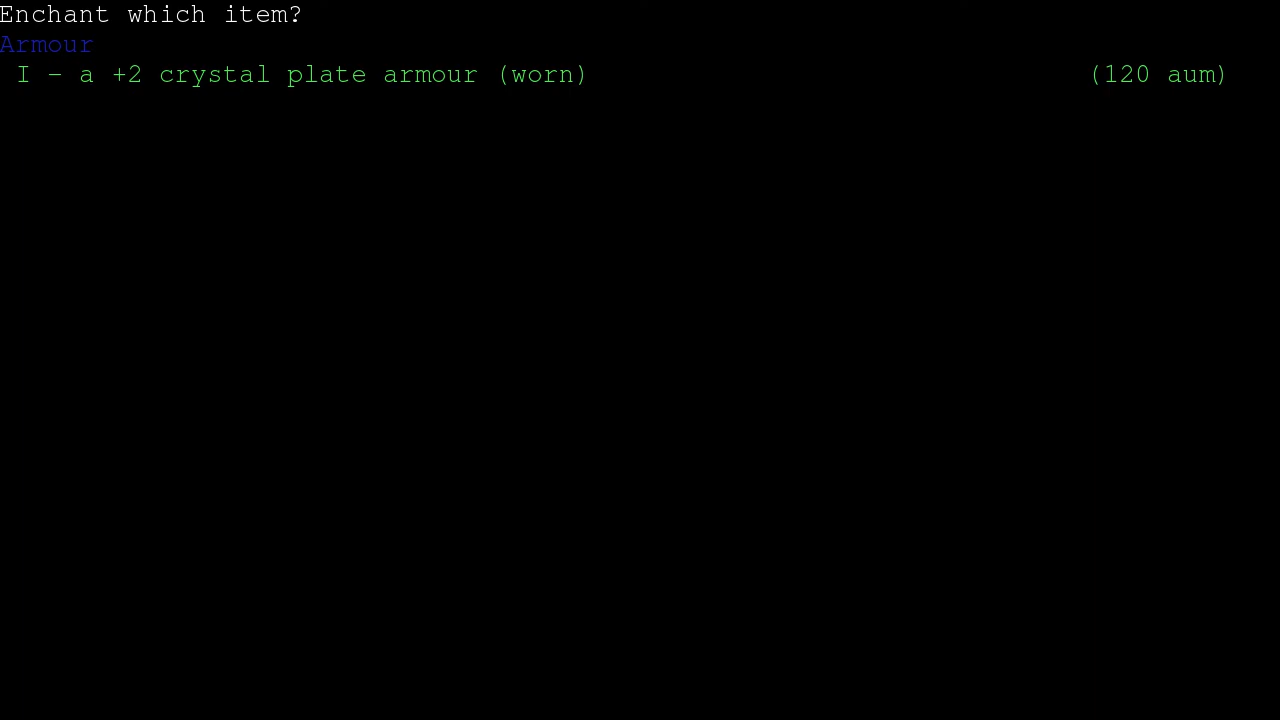 Enchant which item?
Armour
I - a +2 crystal plate armour (worn) (120 aum)